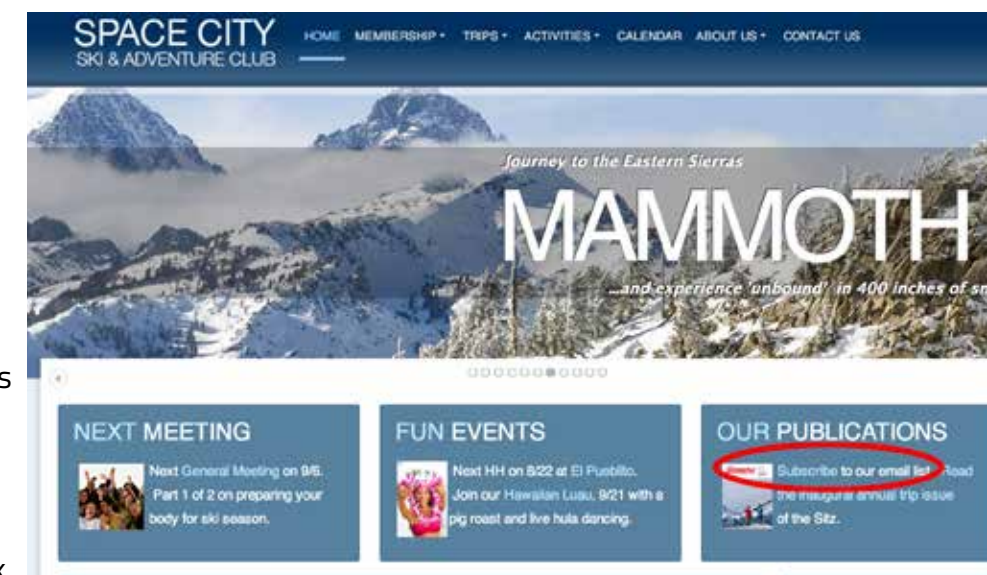 SPACE CITY
SKI & ADVENTURE CLUB
HOME MEMBERSHIP TRIPS ACTIVITIES CALENDAR ABOUT US CONTACT US
Journey to the Eastern Sierras
MAMMOTH
...and experience 'unbound' in 400 inches of
s
NEXT MEETING
Next General Meeting on 9/6.
Part 1 of 2 on preparing your
body for ski season.
FUN EVENTS
Next HH on 8/22 at El Pueblito.
Join our Hawaiian Luau, 9/21 with a
pig roast and live hula dancing.
OUR PUBLICATIONS
Subscribe to our email list. Read
the inaugural annual trip issue
of the Sitz.